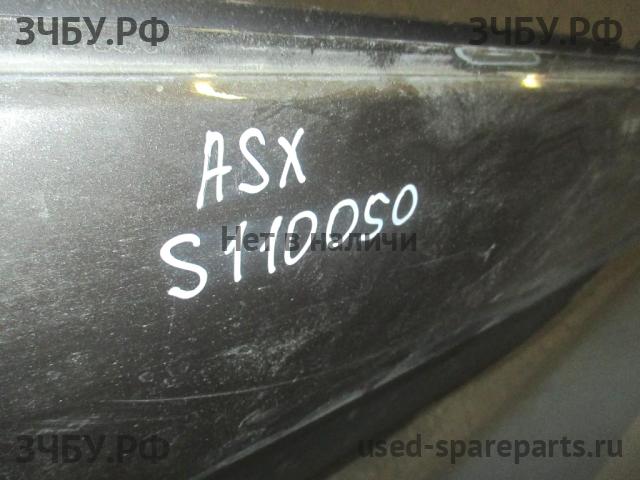 ЗЧБУ.РФ ЗЧБУ.РФ
ASX
S110050
Нет в наличи
ЗЧБУ.РФ used-spareparts.ru